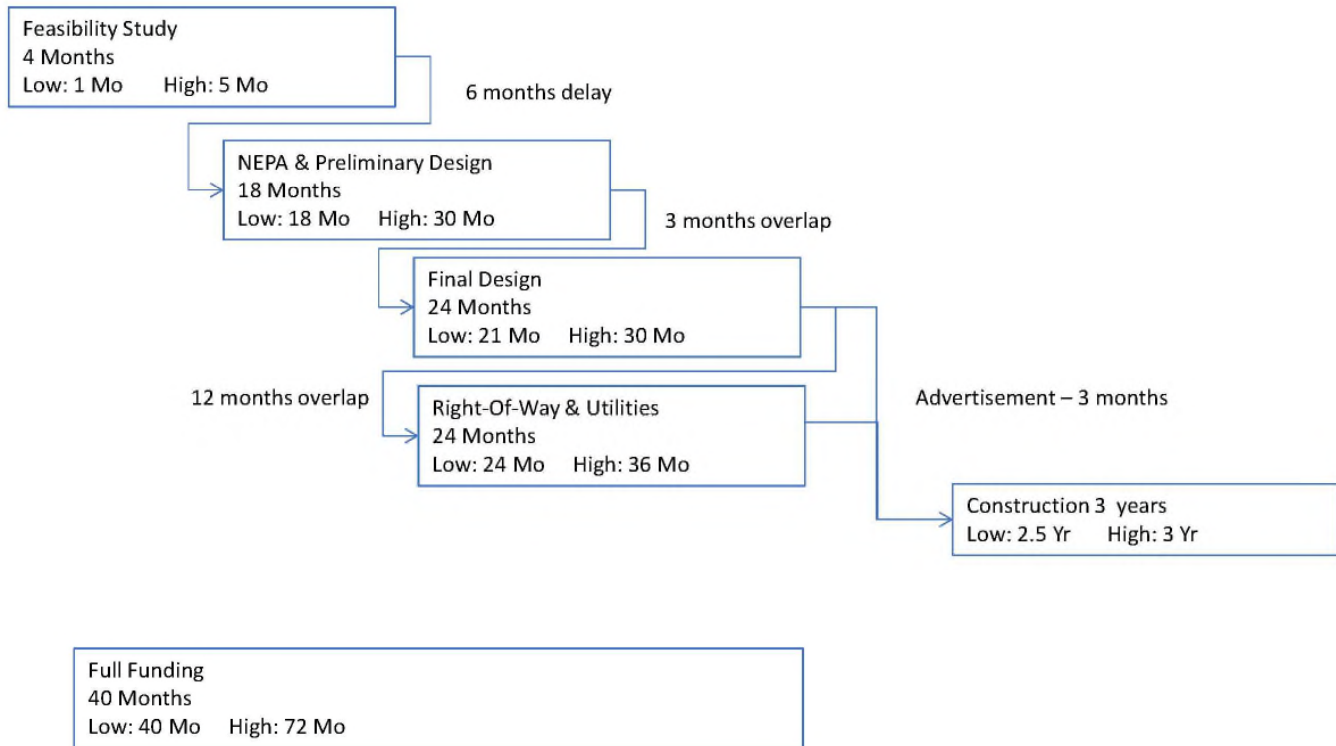 Feasibility Study
4 Months
Low: 1 Mo High: 5 Mo
6 months delay
NEPA & Preliminary Design
18 Months
Low: 18 Mo High: 30 Mo
3 months overlap
Final Design
24 Months
Low: 21 Mo High: 30 Mo
12 months overlap
Right-Of-Way & Utilities
24 Months
Low: 24 Mo High: 36 Mo
Advertisement – 3 months
Construction 3 years
Low: 2.5 Yr High: 3 Yr
Full Funding
40 Months
Low: 40 Mo High: 72 Mo